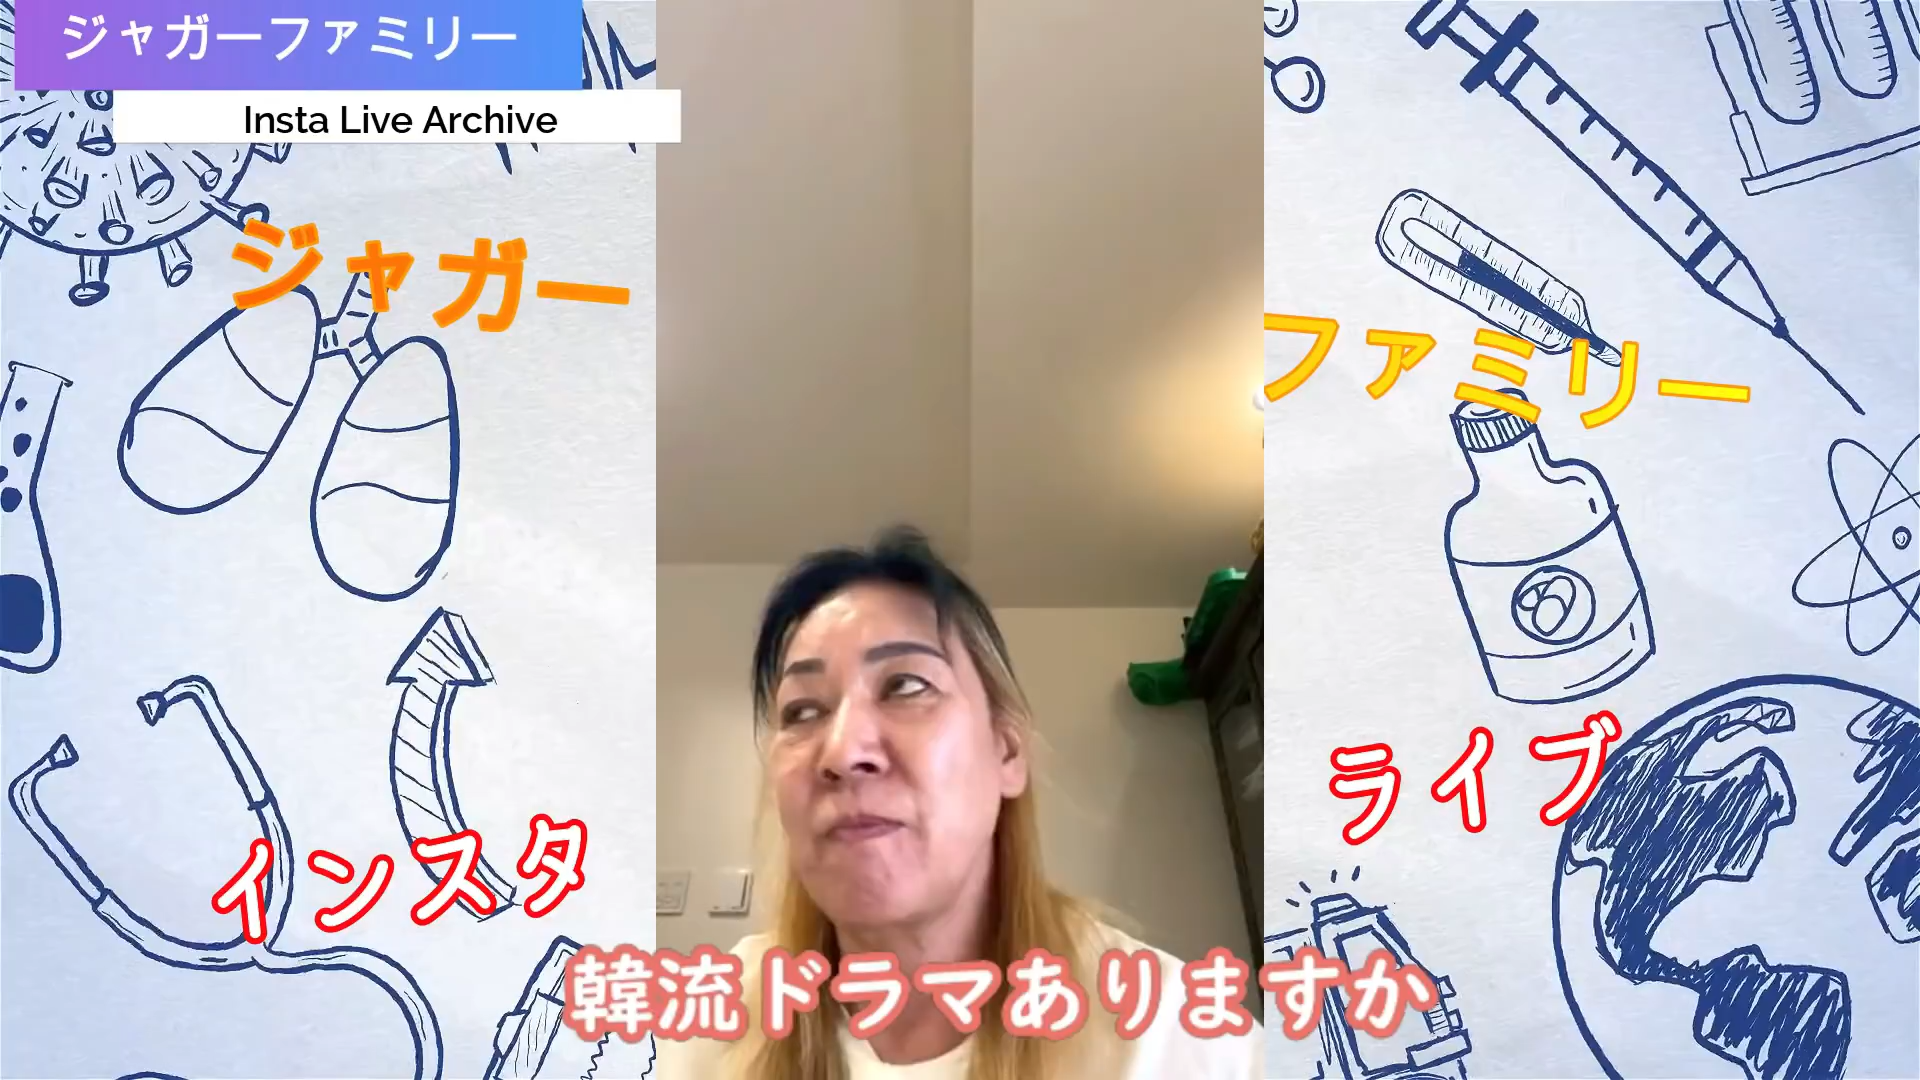 ジャガーファミリー
Insta Live Archive
ジャガー
ファミリー
インスタ
ライブ
韓流ドラマありますか